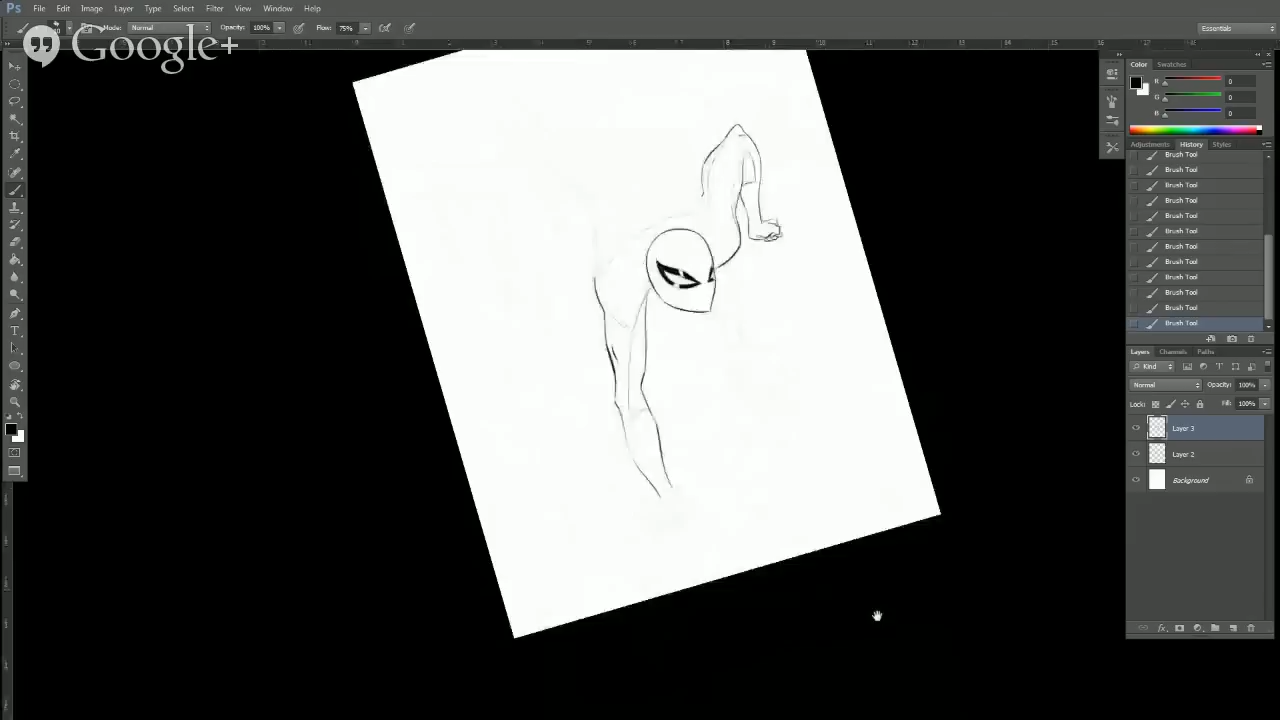 Ps File Edit Image Layer Type Select Filter View Window Help
Mode: Normal Opacity: 100% Flow: 75% Essentials
Google+
Color Swatches
R 0
G 0
B 0
Adjustments History Styles
Brush Tool
Brush Tool
Brush Tool
Brush Tool
Brush Tool
Brush Tool
Brush Tool
Brush Tool
Brush Tool
Brush Tool
Brush Tool
Brush Tool
Layers Channels Paths
Kind
Normal Opacity: 100%
Lock: Fill: 100%
Layer 3
Layer 2
Background